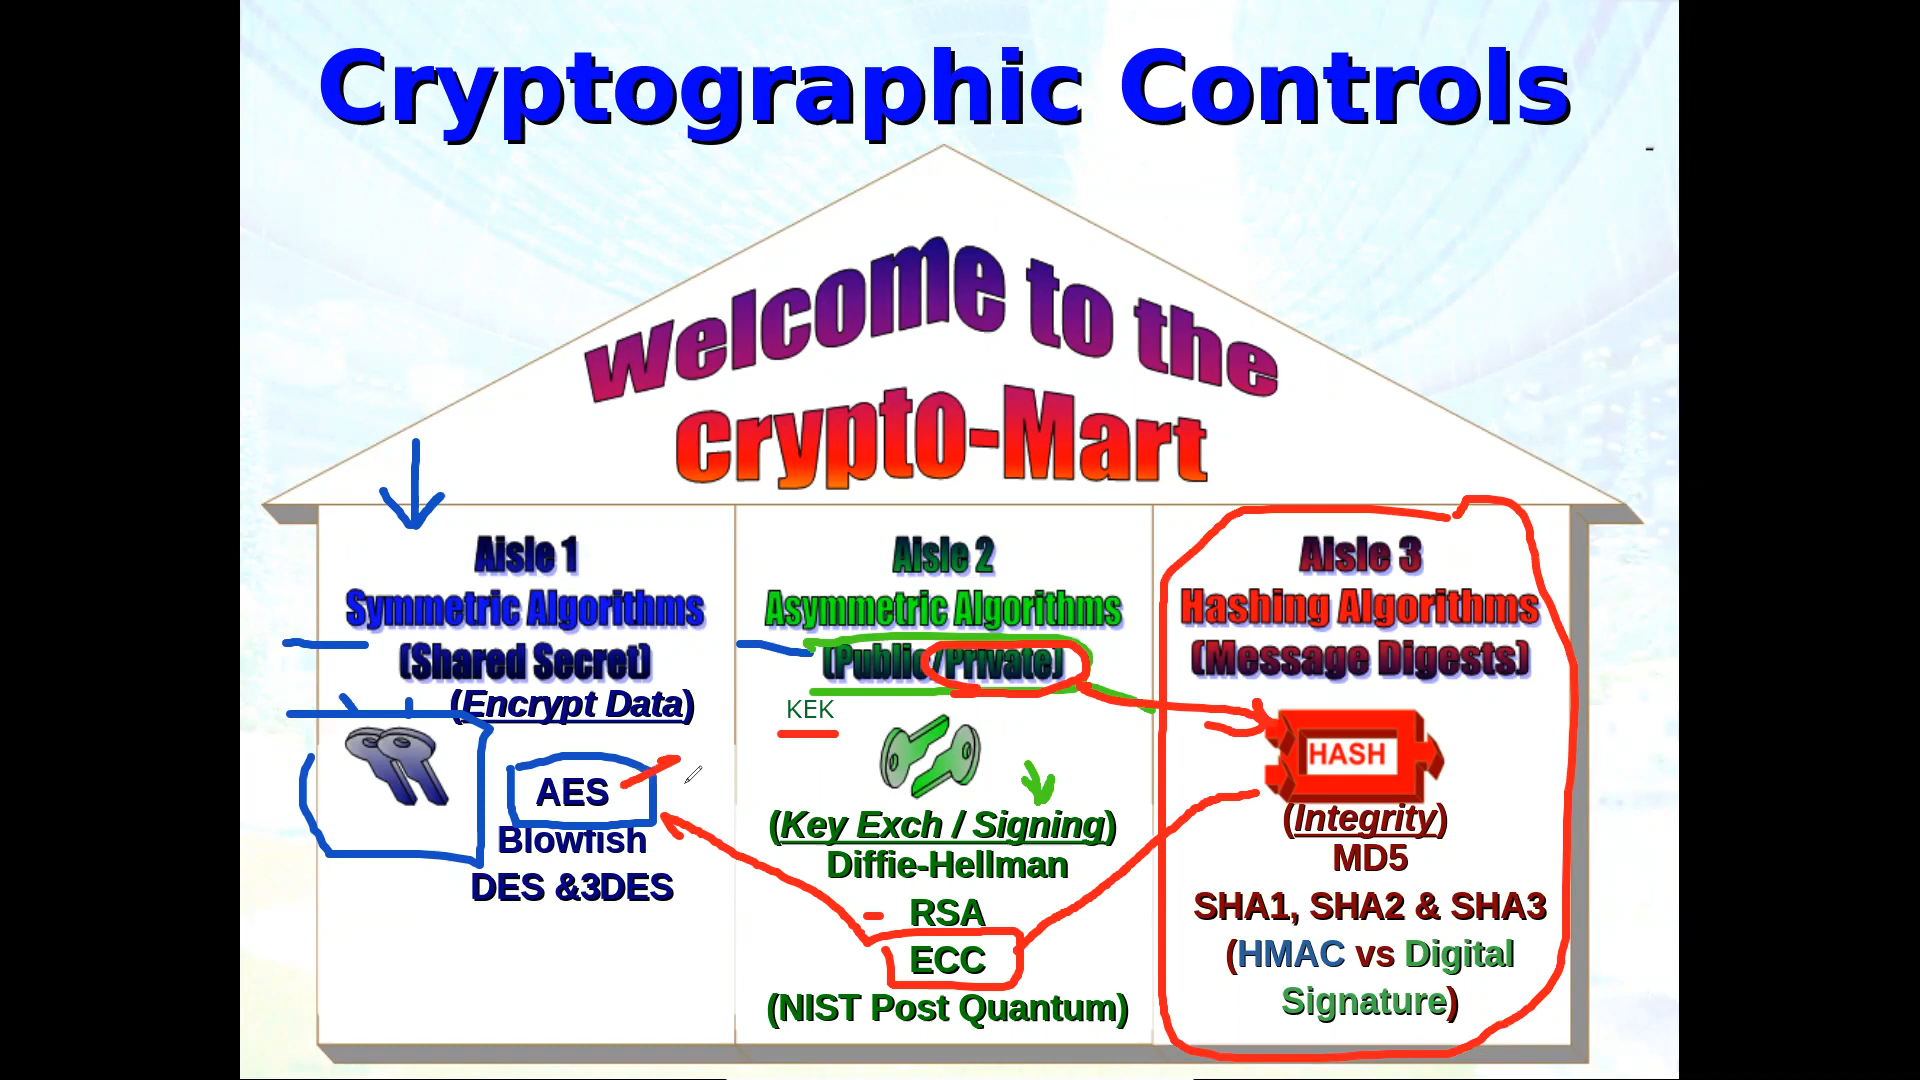 Cryptographic Controls
Welcome to the
Crypto-Mart
Aisle 1
Symmetric Algorithms
(Shared Secret)
(Encrypt Data)
AES
Blowfish
DES &3DES
Aisle 2
Asymmetric Algorithms
(Public/Private)
KEK
(Key Exch / Signing)
Diffie-Hellman
RSA
ECC
(NIST Post Quantum)
Aisle 3
Hashing Algorithms
(Message Digests)
HASH
(Integrity)
MD5
SHA1, SHA2 & SHA3
(HMAC vs Digital
Signature)